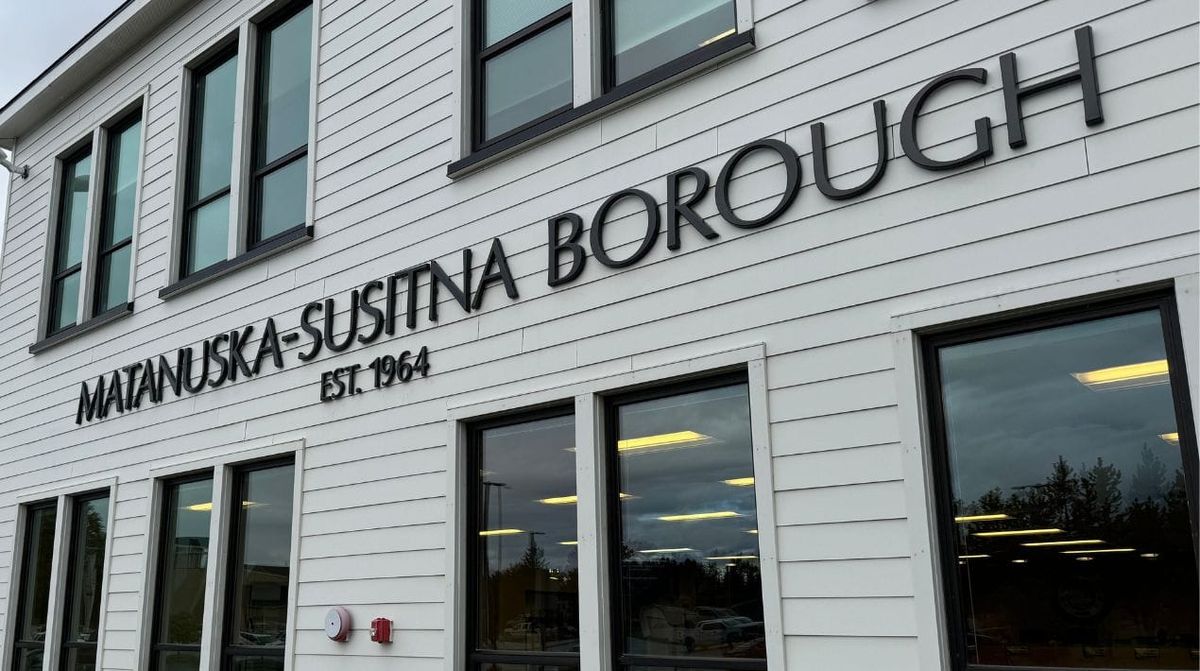 MATANUSKA-SUSITNA BOROUGH
EST. 1964